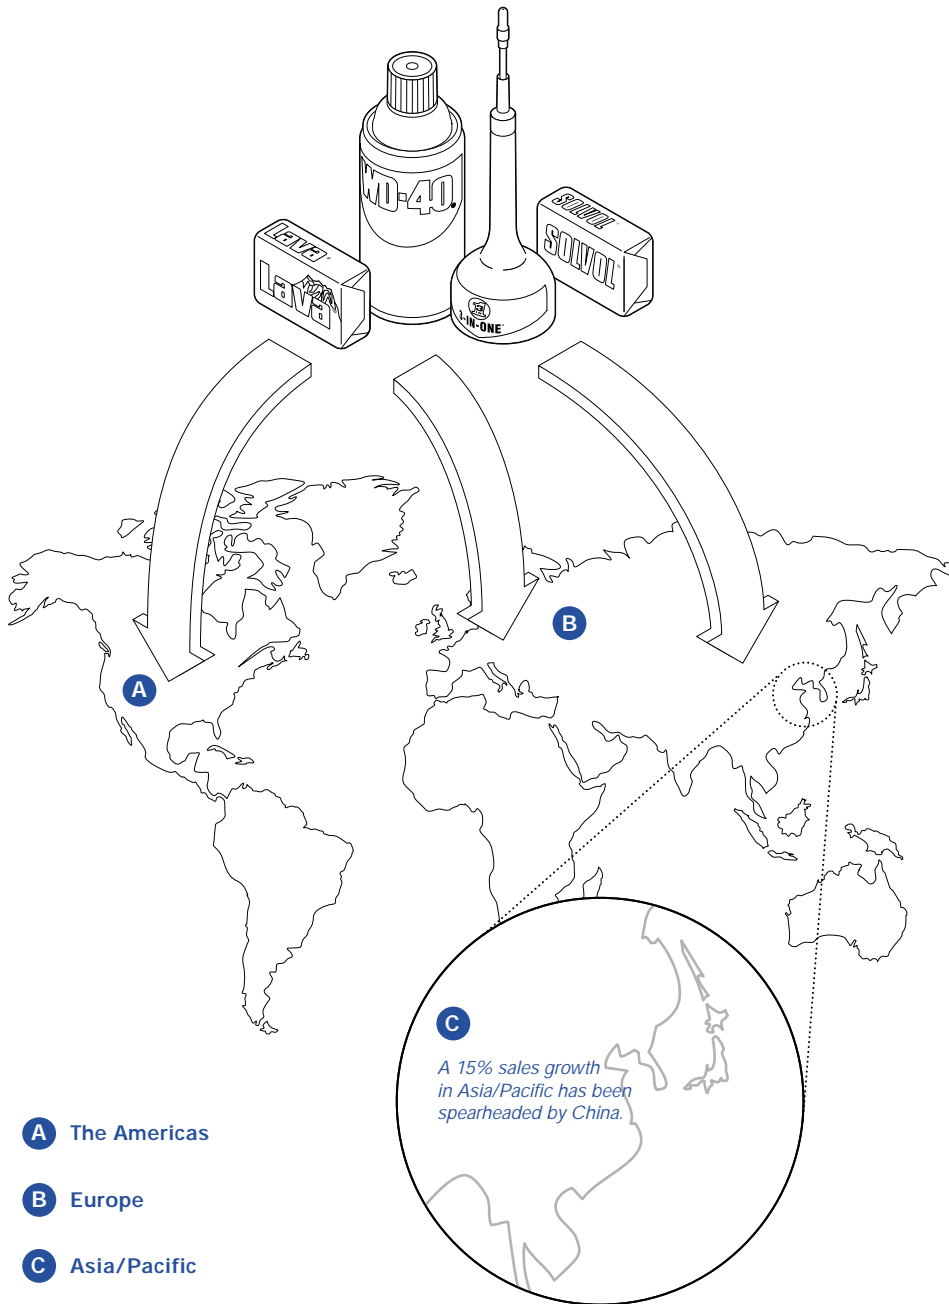 WD-40
Lava
Lava
3-IN-ONE
SOLVOL
SOLVOL
A
B
C
A 15% sales growth
in Asia/Pacific has been
spearheaded by China.
A The Americas
B Europe
C Asia/Pacific